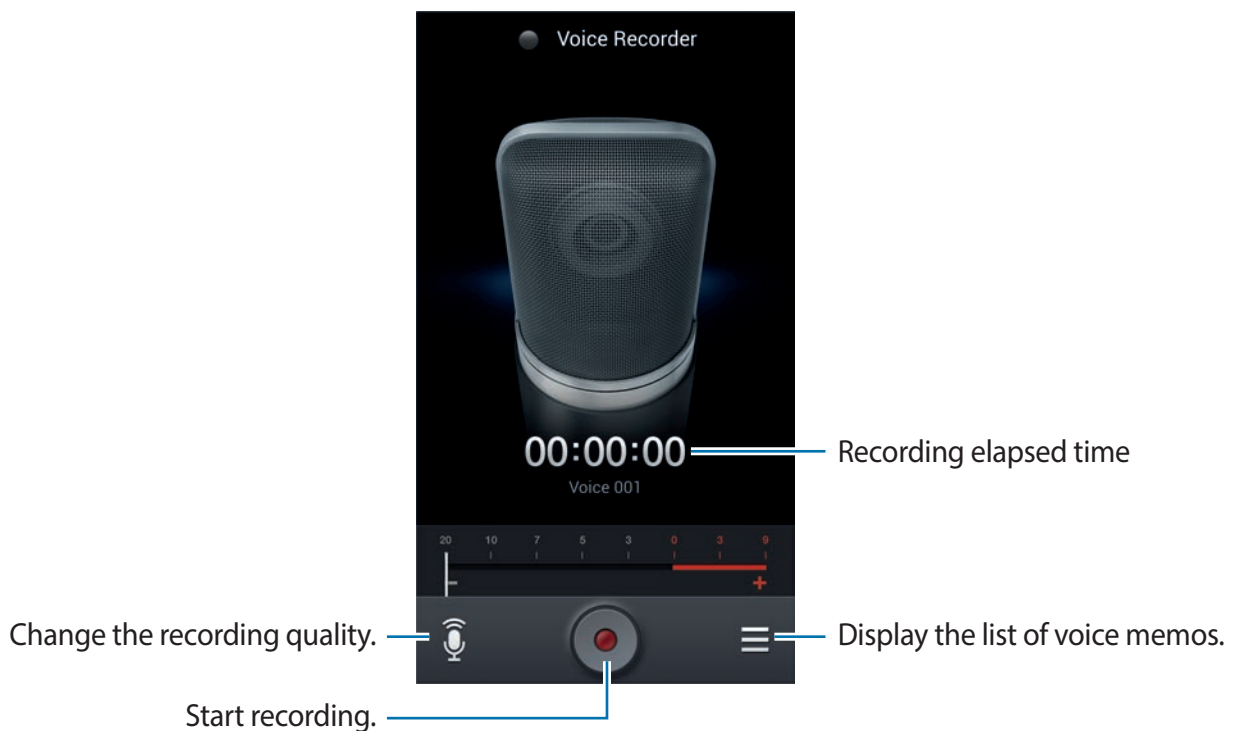 Voice Recorder
00:00:00
Recording elapsed time
Voice 001
20 10 7 5 3 0 3 9
- +
Change the recording quality.
Display the list of voice memos.
Start recording.